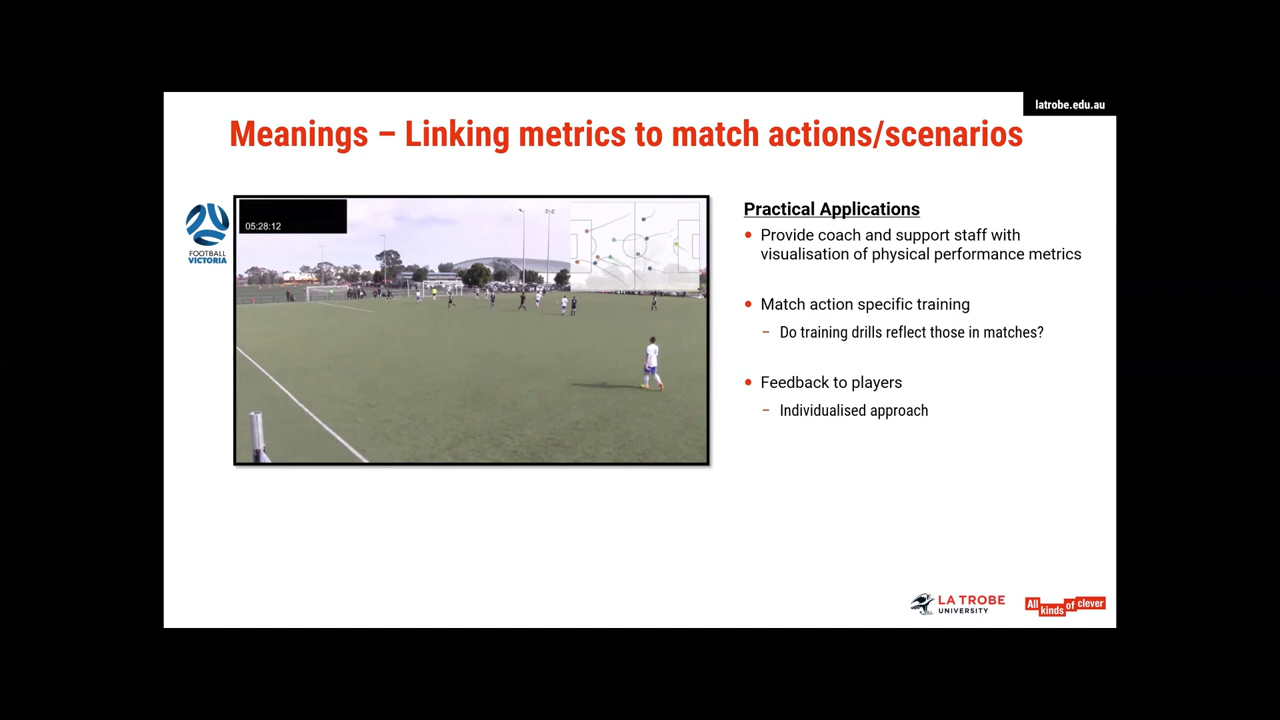 latrobe.edu.au
Meanings – Linking metrics to match actions/scenarios
FOOTBALL
VICTORIA
05:28:12
Practical Applications
• Provide coach and support staff with
visualisation of physical performance metrics
• Match action specific training
– Do training drills reflect those in matches?
• Feedback to players
– Individualised approach
LA TROBE
UNIVERSITY
All kinds of clever